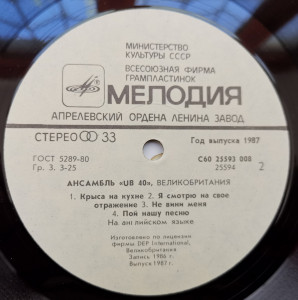 МИНИСТЕРСТВО
КУЛЬТУРЫ СССР
ВСЕСОЮЗНАЯ ФИРМА
ГРАМПЛАСТИНОК
МЕЛОДИЯ
АПРЕЛЕВСКИЙ ОРДЕНА ЛЕНИНА ЗАВОД
СТЕРЕО 33
Год выпуска 1987
ГОСТ 5289-80
С60 25593 008
Гр. 3. 3-25
25594
2
АНСАМБЛЬ «UB 40», ВЕЛИКОБРИТАНИЯ
1. Крыса на кухне 2. Я смотрю на свое
отражение 3. Не вини меня
4. Пой нашу песню
На английском языке
Изготовлено по лицензии
фирмы DEP International,
Великобритания
Запись 1986 г.
Выпуск 1987 г.